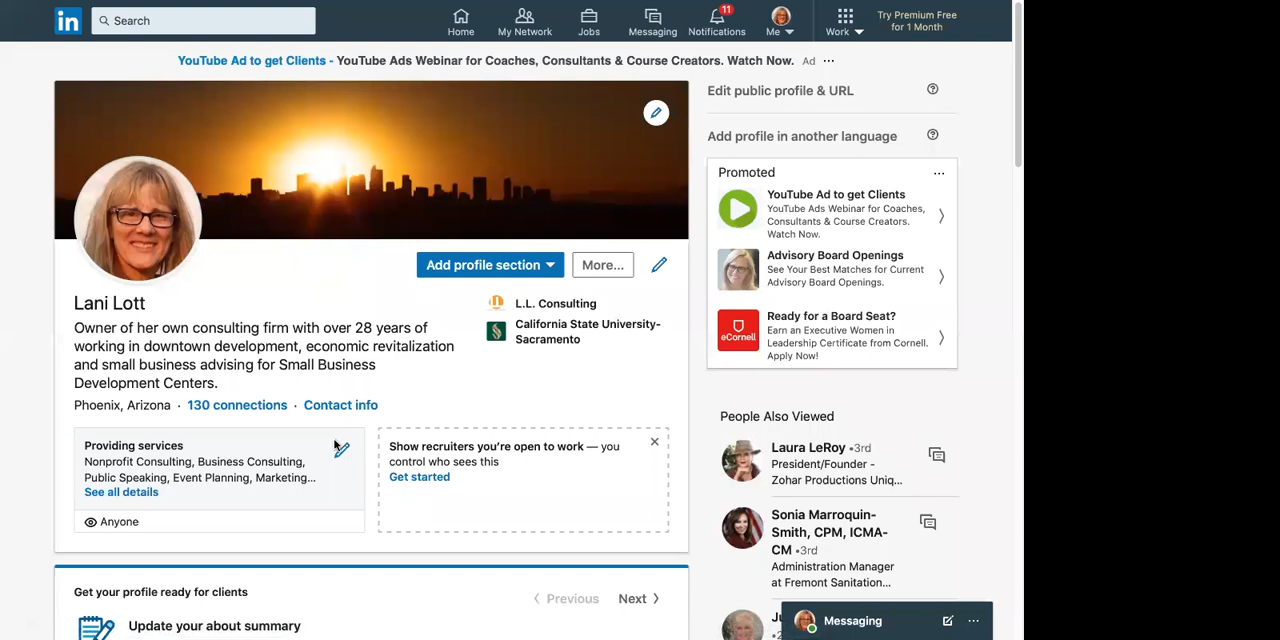 in
Search
Home
My Network
Jobs
Messaging
11
Notifications
Me
Work
Try Premium Free
for 1 Month
YouTube Ad to get Clients - YouTube Ads Webinar for Coaches, Consultants & Course Creators. Watch Now. Ad ···
Add profile section
More...
Lani Lott
Owner of her own consulting firm with over 28 years of
working in downtown development, economic revitalization
and small business advising for Small Business
Development Centers.
Phoenix, Arizona · 130 connections · Contact info
L.L. Consulting
California State University-
Sacramento
Providing services
Nonprofit Consulting, Business Consulting,
Public Speaking, Event Planning, Marketing...
See all details
Anyone
Show recruiters you're open to work — you
control who sees this
Get started
Get your profile ready for clients
Previous
Next
Update your about summary
Edit public profile & URL
Add profile in another language
Promoted
YouTube Ad to get Clients
YouTube Ads Webinar for Coaches,
Consultants & Course Creators.
Watch Now.
Advisory Board Openings
See Your Best Matches for Current
Advisory Board Openings.
eCornell
Ready for a Board Seat?
Earn an Executive Women in
Leadership Certificate from Cornell.
Apply Now!
People Also Viewed
Laura LeRoy •3rd
President/Founder -
Zohar Productions Uniq...
Sonia Marroquin-
Smith, CPM, ICMA-
CM •3rd
Administration Manager
at Fremont Sanitation...
Messaging